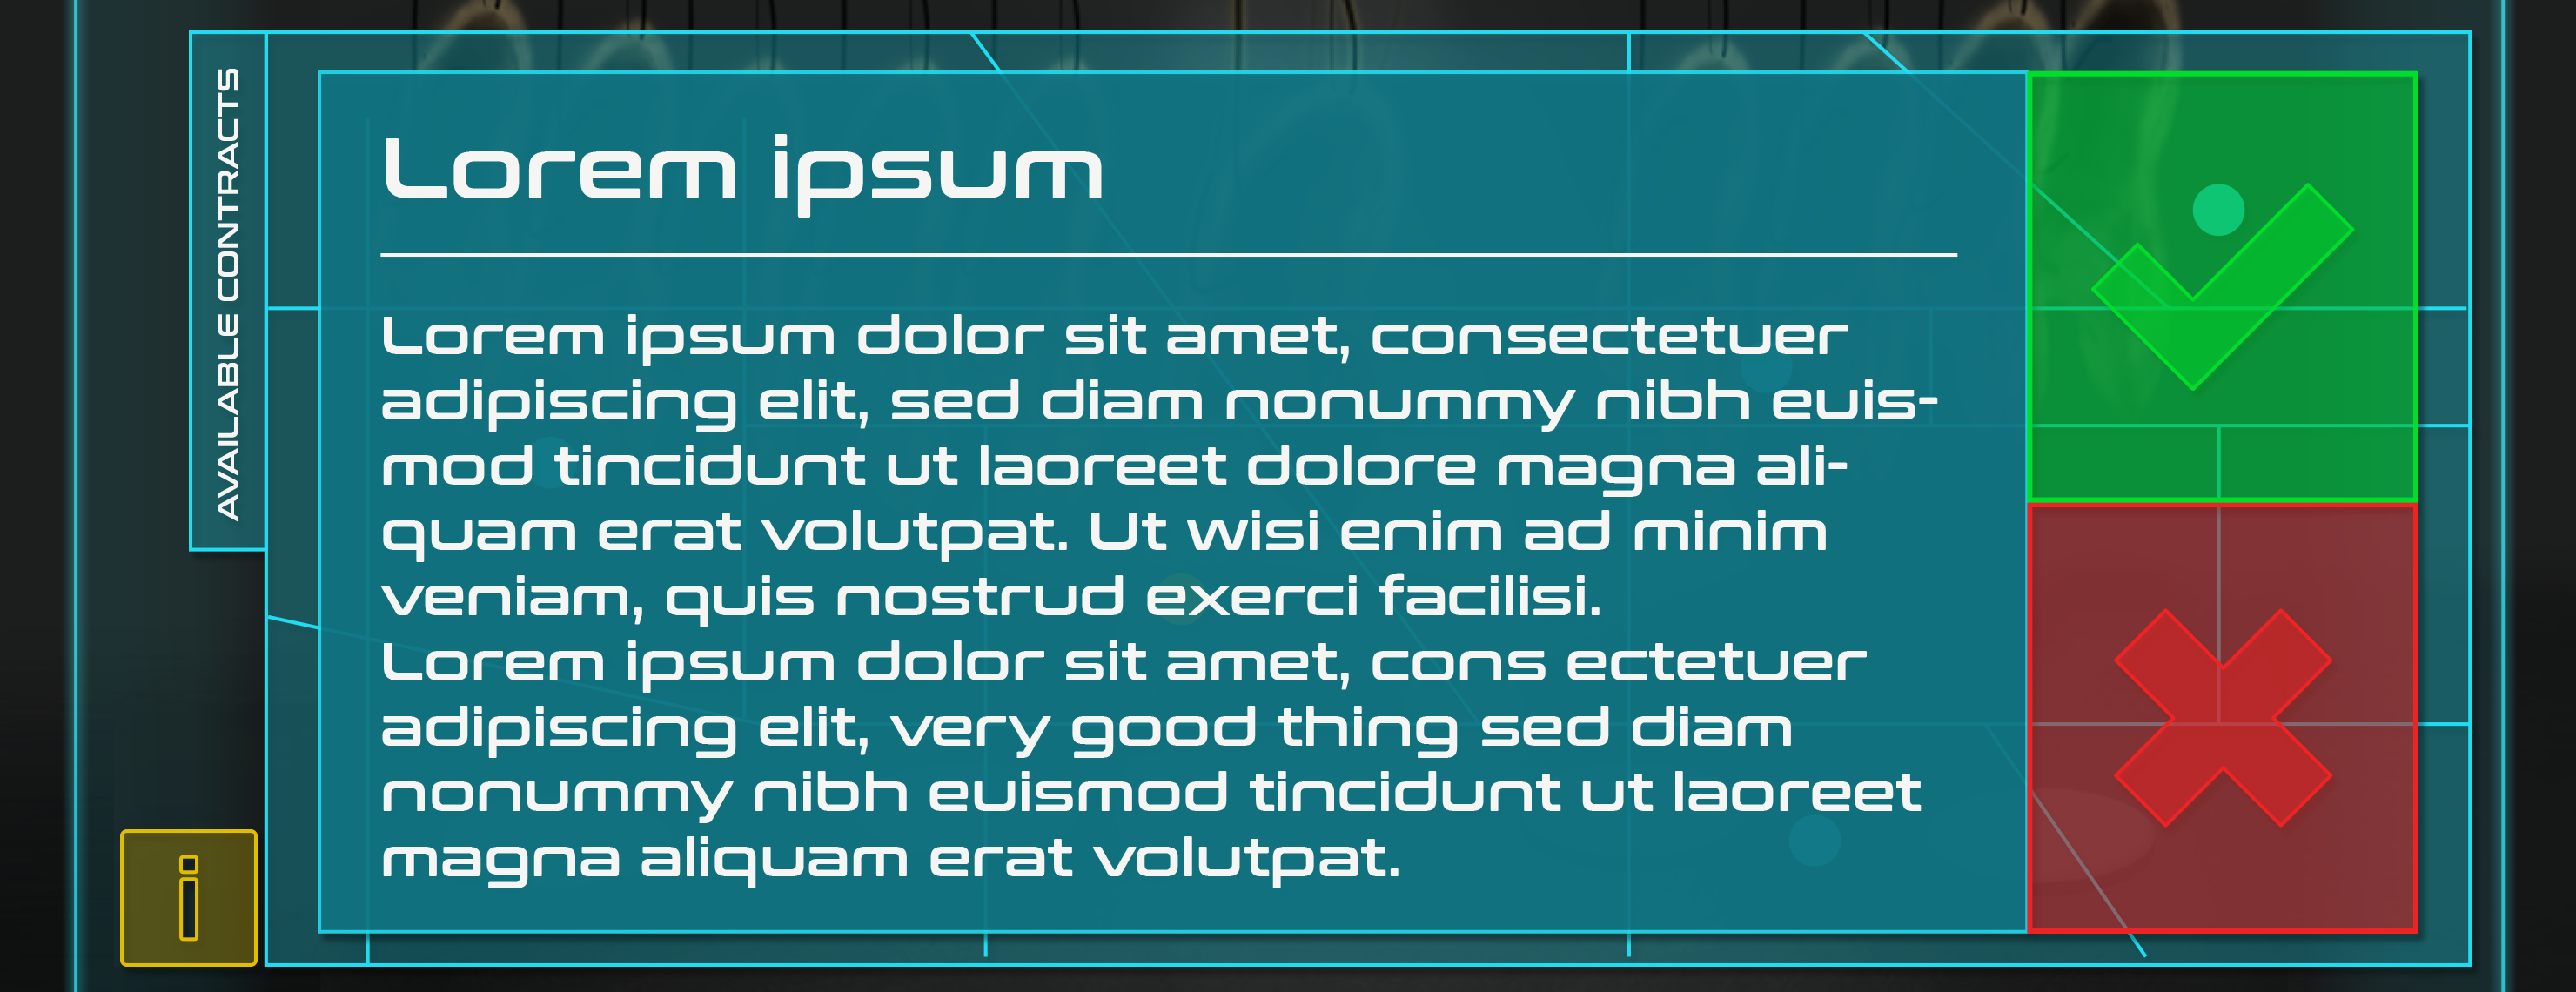 AVAILABLE CONTRACTS
Lorem ipsum
Lorem ipsum dolor sit amet, consectetuer
adipiscing elit, sed diam nonummy nibh euis-
mod tincidunt ut laoreet dolore magna ali-
quam erat volutpat. Ut wisi enim ad minim
veniam, quis nostrud exerci facilisi.
Lorem ipsum dolor sit amet, cons ectetuer
adipiscing elit, very good thing sed diam
nonummy nibh euismod tincidunt ut laoreet
magna aliquam erat volutpat.
i